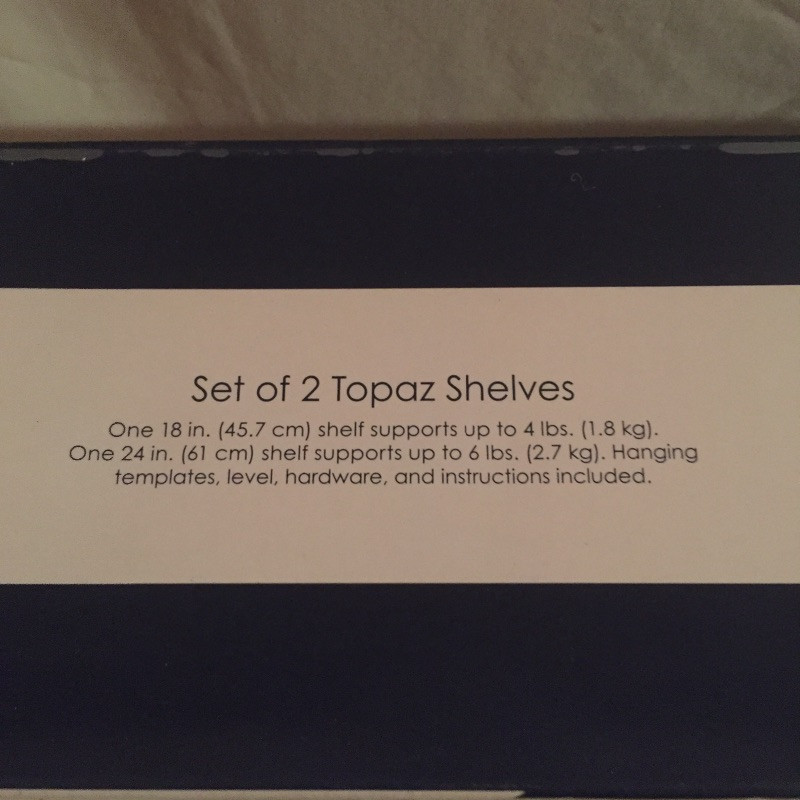 Set of 2 Topaz Shelves
One 18 in. (45.7 cm) shelf supports up to 4 lbs. (1.8 kg).
One 24 in. (61 cm) shelf supports up to 6 lbs. (2.7 kg). Hanging
templates, level, hardware, and instructions included.